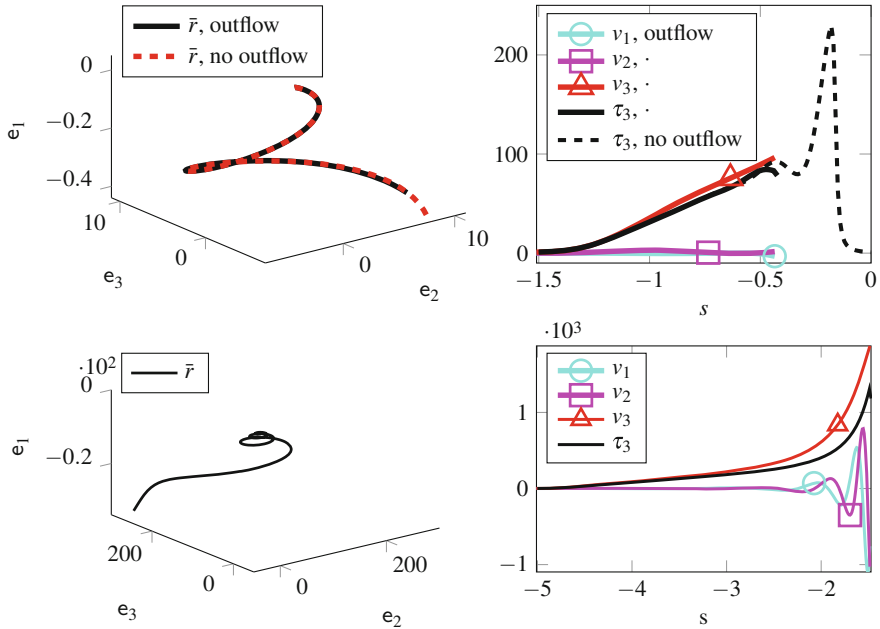 r̄, outflow
r̄, no outflow
0
−0.2
−0.4
e₁
10
0
e₃
0
10
e₂
v₁, outflow
v₂, ·
v₃, ·
τ₃, ·
τ₃, no outflow
200
100
0
−1.5
−1
−0.5
0
s
·10²
r̄
0
−0.2
e₁
200
0
e₃
0
200
e₂
·10³
v₁
v₂
v₃
τ₃
1
0
−1
−5
−4
−3
−2
s